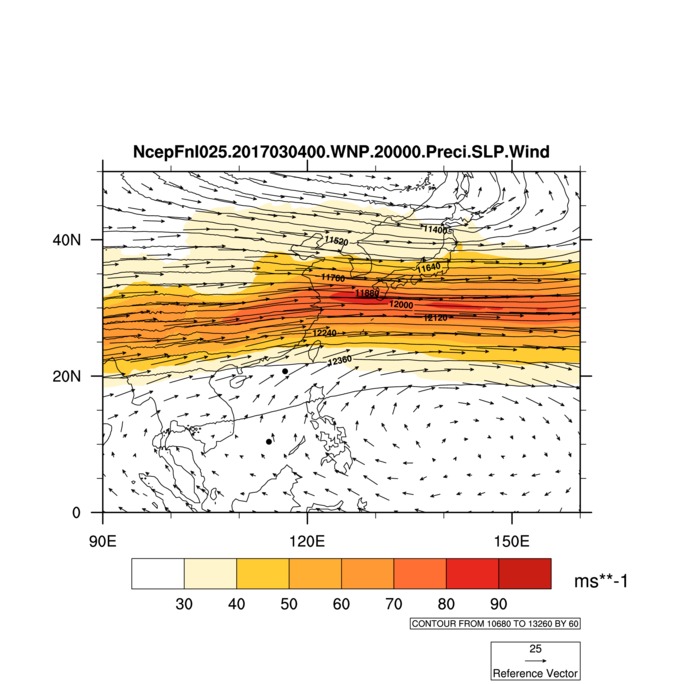 NcepFnl025.2017030400.WNP.20000.Preci.SLP.Wind
40N
20N
0
11400
11520
11640
11760
11880
12000
12120
12240
12360
90E 120E 150E
30 40 50 60 70 80 90
ms**-1
CONTOUR FROM 10680 TO 13260 BY 60
25
Reference Vector